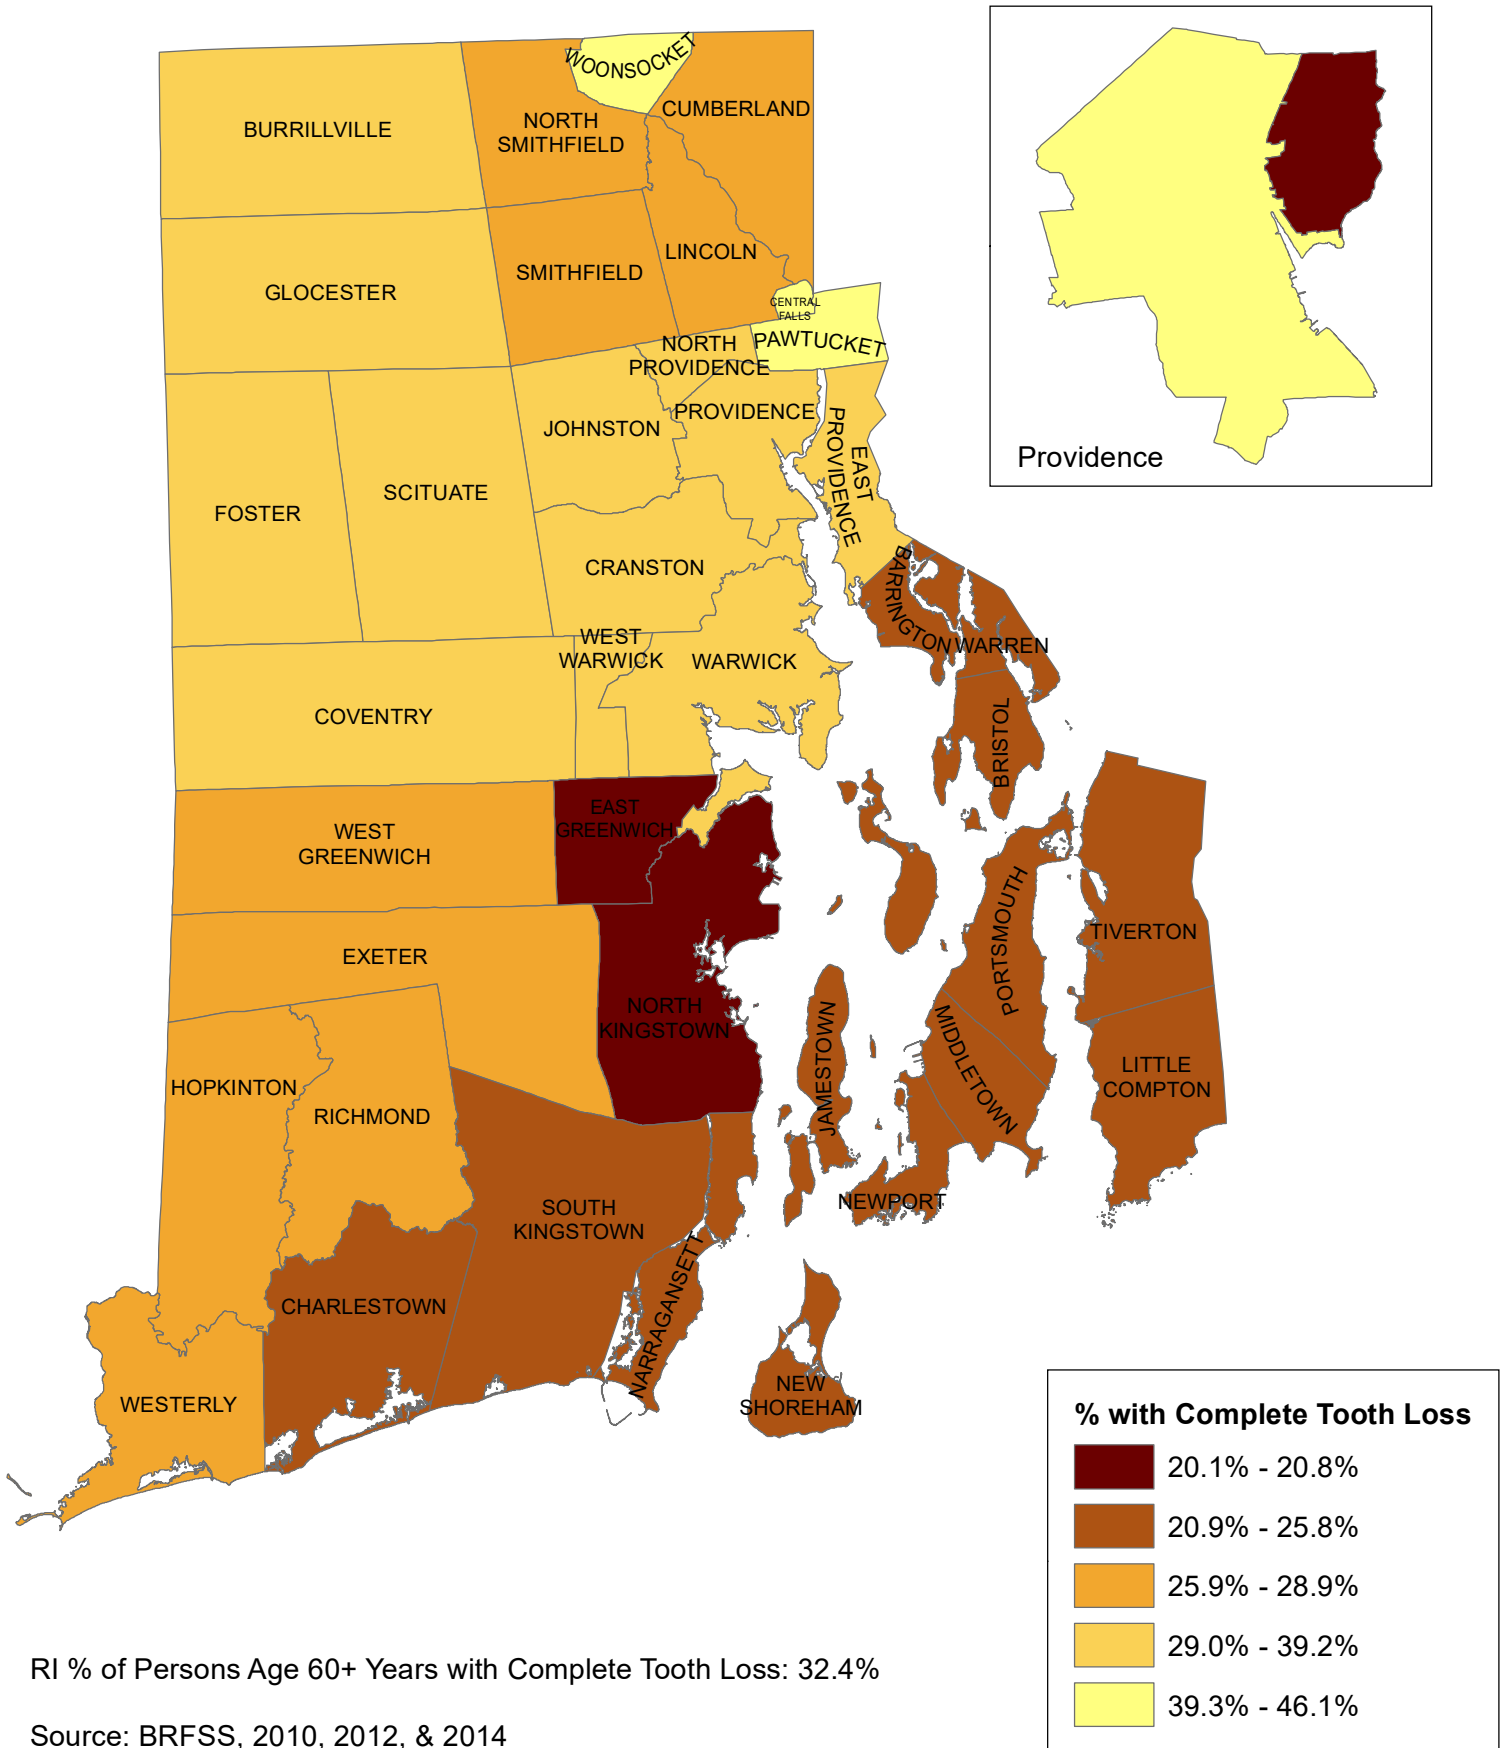 WOONSOCKET
BURRILLVILLE
NORTH
SMITHFIELD
CUMBERLAND
GLOCESTER
SMITHFIELD
LINCOLN
CENTRAL
FALLS
PAWTUCKET
NORTH
PROVIDENCE
PROVIDENCE
JOHNSTON
EAST
PROVIDENCE
FOSTER
SCITUATE
CRANSTON
BARRINGTON
WARREN
WEST
WARWICK
WARWICK
COVENTRY
BRISTOL
EAST
GREENWICH
WEST
GREENWICH
PORTSMOUTH
TIVERTON
EXETER
NORTH
KINGSTOWN
JAMESTOWN
MIDDLETOWN
LITTLE
COMPTON
HOPKINTON
RICHMOND
NEWPORT
SOUTH
KINGSTOWN
NARRAGANSETT
CHARLESTOWN
WESTERLY
NEW
SHOREHAM
Providence
% with Complete Tooth Loss
20.1% - 20.8%
20.9% - 25.8%
25.9% - 28.9%
29.0% - 39.2%
39.3% - 46.1%
RI % of Persons Age 60+ Years with Complete Tooth Loss: 32.4%
Source: BRFSS, 2010, 2012, & 2014